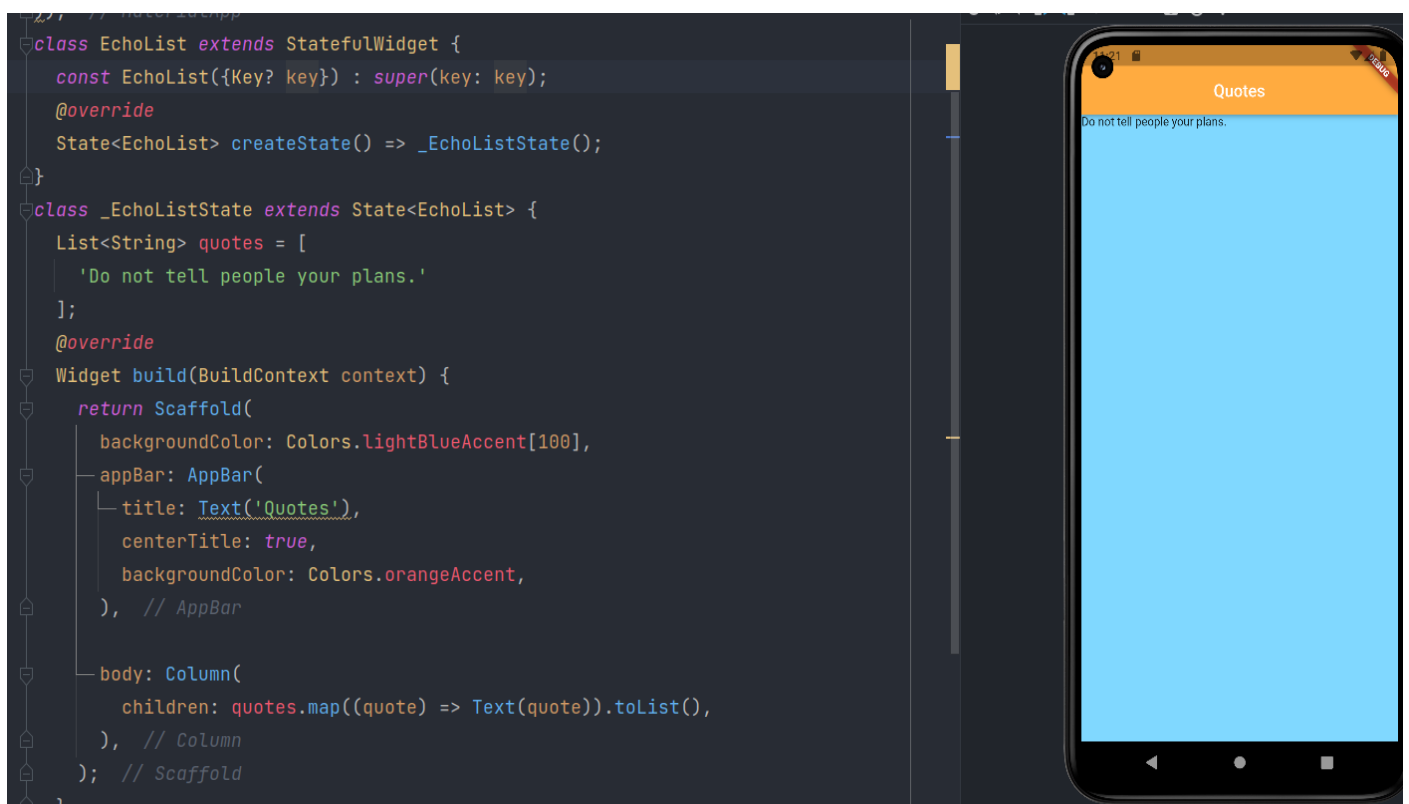 }); // MaterialApp
class EchoList extends StatefulWidget {
const EchoList({Key? key}) : super(key: key);
@override
State<EchoList> createState() => _EchoListState();
}
class _EchoListState extends State<EchoList> {
List<String> quotes = [
'Do not tell people your plans.'
];
@override
Widget build(BuildContext context) {
return Scaffold(
backgroundColor: Colors.lightBlueAccent[100],
appBar: AppBar(
title: Text('Quotes'),
centerTitle: true,
backgroundColor: Colors.orangeAccent,
), // AppBar
body: Column(
children: quotes.map((quote) => Text(quote)).toList(),
), // Column
); // Scaffold
}
DEBUG
Quotes
Do not tell people your plans.